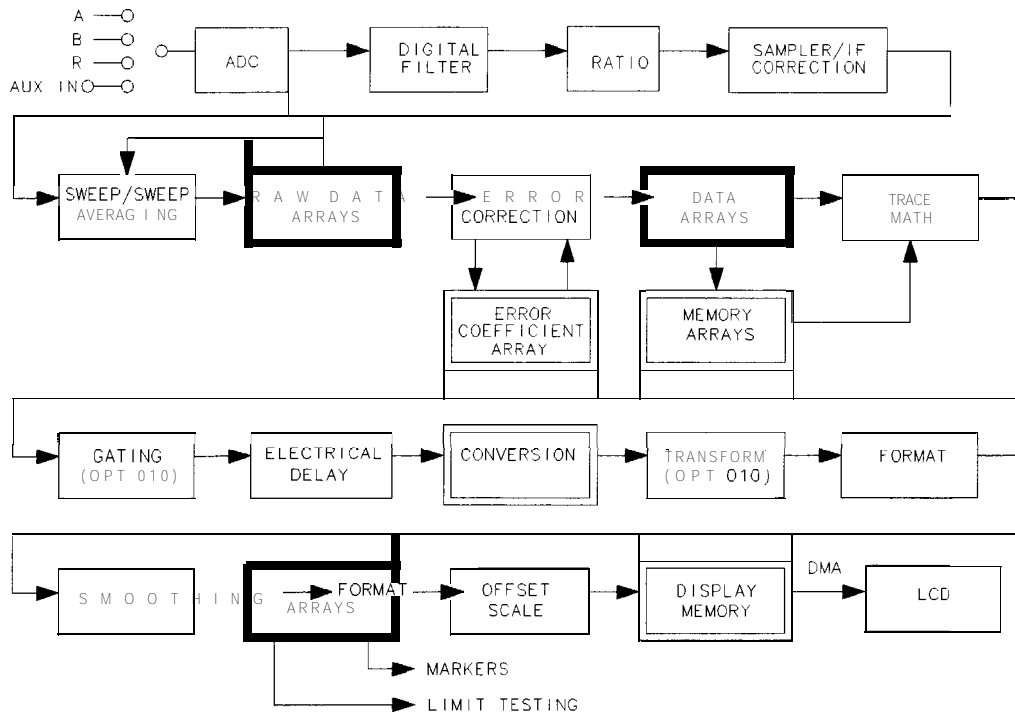 A
B
R
AUX IN
ADC
DIGITAL
FILTER
RATIO
SAMPLER/IF
CORRECTION
SWEEP/SWEEP
AVERAGING
RAW DATA
ARRAYS
ERROR
CORRECTION
DATA
ARRAYS
TRACE
MATH
ERROR
COEFFICIENT
ARRAY
MEMORY
ARRAYS
GATING
(OPT 010)
ELECTRICAL
DELAY
CONVERSION
TRANSFORM
(OPT 010)
FORMAT
SMOOTHING
FORMAT
ARRAYS
OFFSET
SCALE
DISPLAY
MEMORY
DMA
LCD
MARKERS
LIMIT TESTING